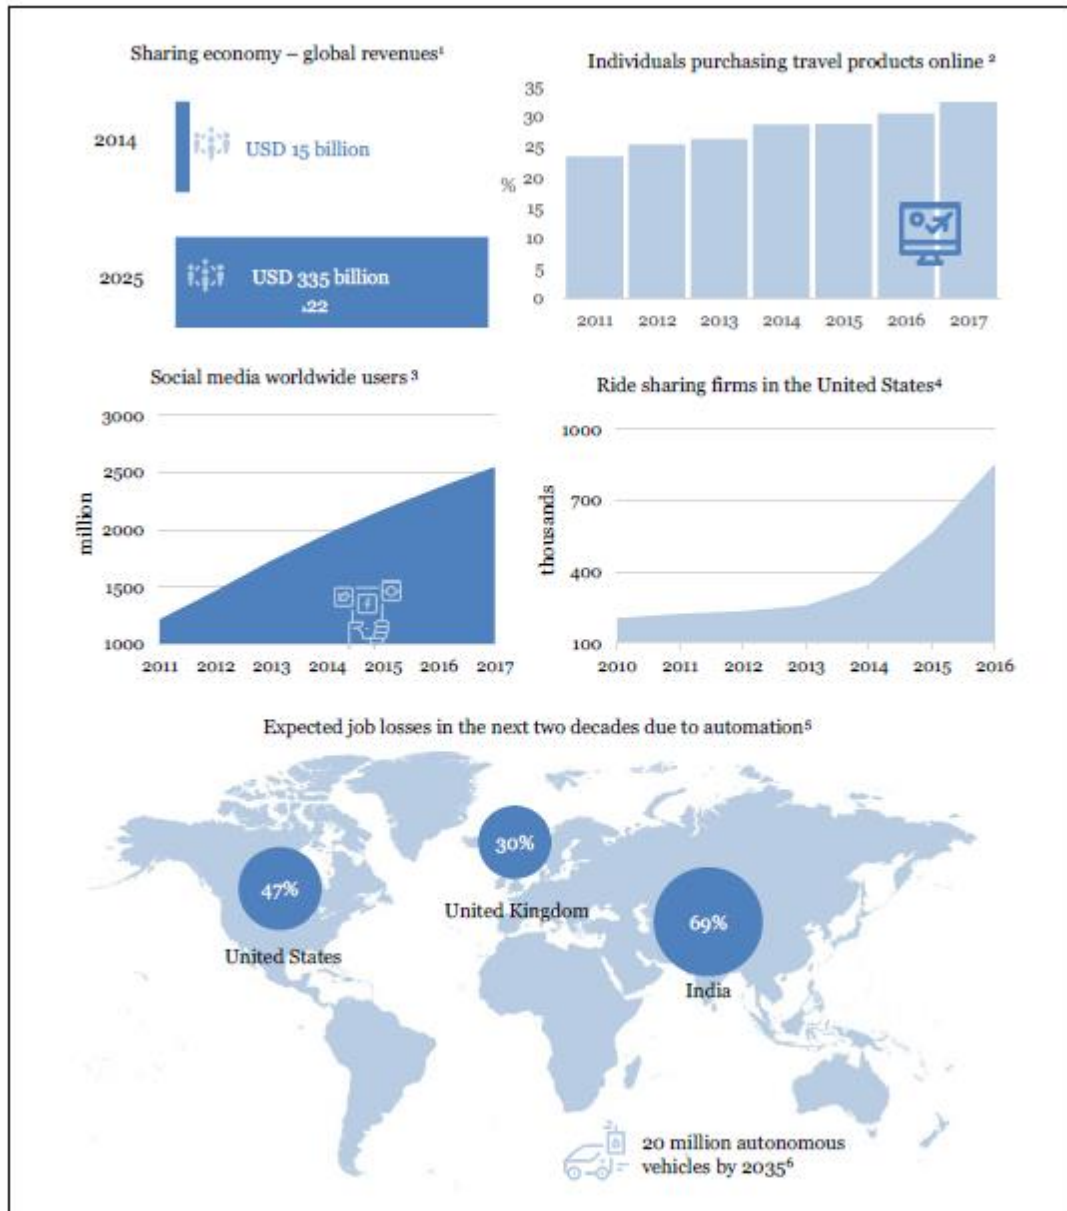 Sharing economy – global revenues¹
2014
USD 15 billion
2025
USD 335 billion
.22
Individuals purchasing travel products online ²
35
30
25
20
15
10
5
0
%
2011 2012 2013 2014 2015 2016 2017
Social media worldwide users ³
3000
2500
2000
1500
1000
million
2011 2012 2013 2014 2015 2016 2017
Ride sharing firms in the United States⁴
1000
700
400
100
thousands
2010 2011 2012 2013 2014 2015 2016
Expected job losses in the next two decades due to automation⁵
47%
United States
30%
United Kingdom
69%
India
20 million autonomous
vehicles by 2035⁶